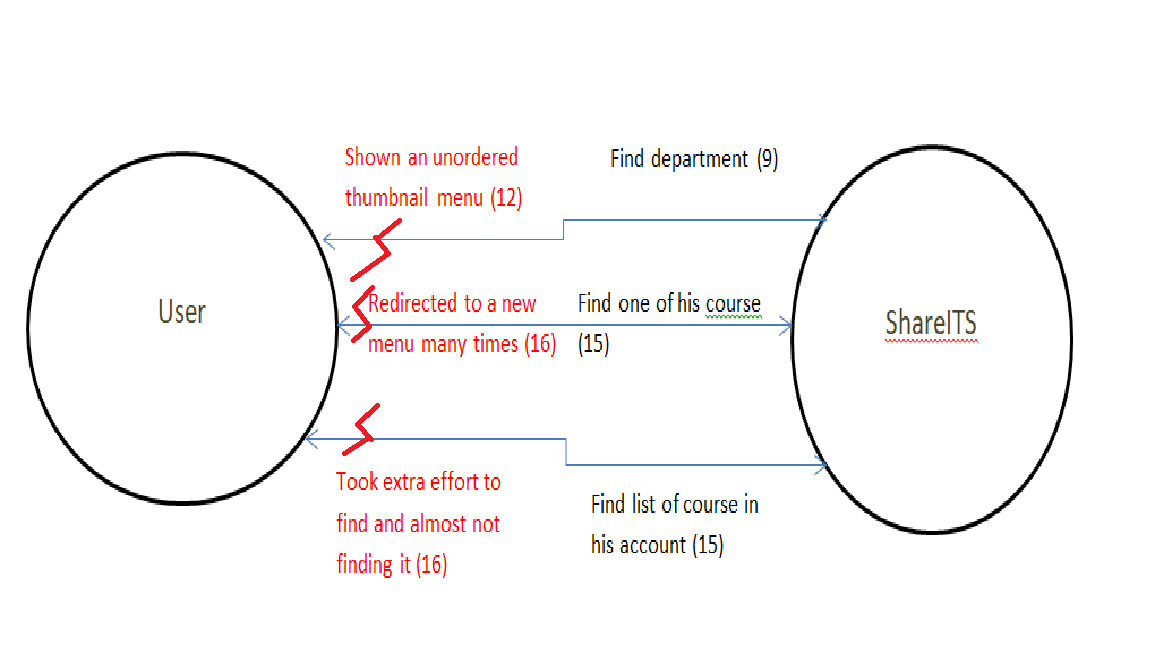 Shown an unordered
thumbnail menu (12)
Find department (9)
User
Redirected to a new
menu many times (16)
Find one of his course
(15)
ShareITS
Took extra effort to
find and almost not
finding it (16)
Find list of course in
his account (15)